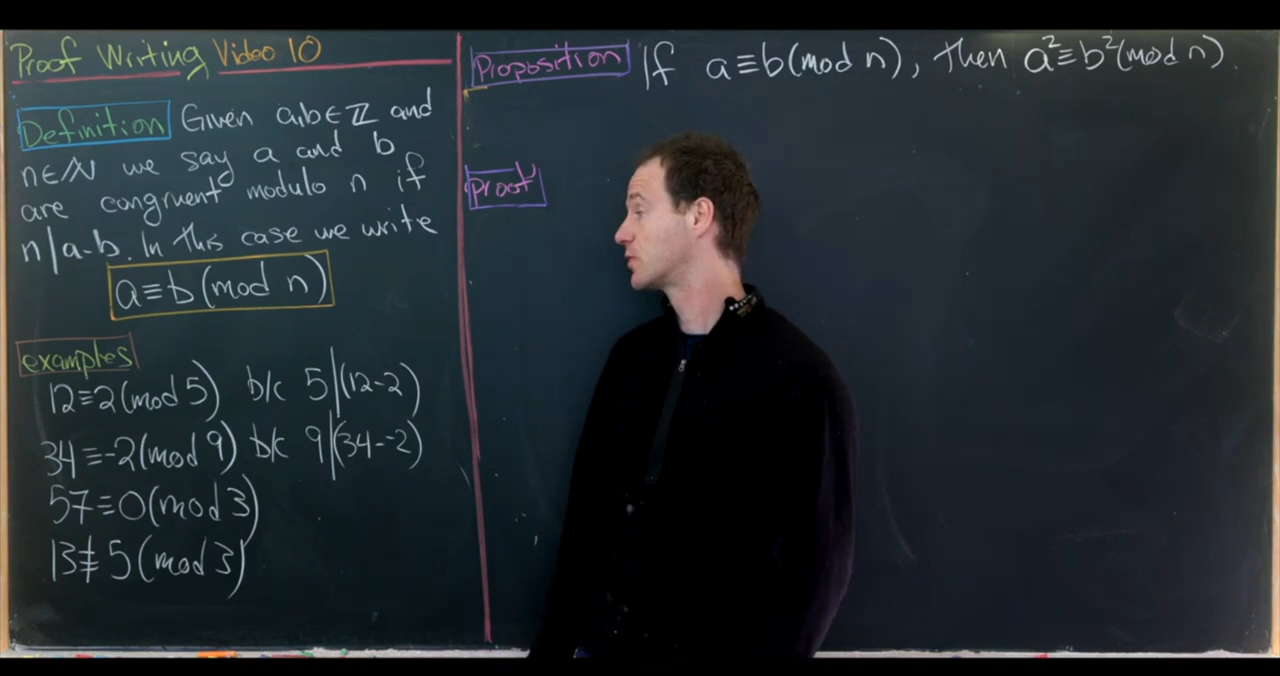 Proof Writing Video 10
Definition Given a,b∈ℤ and
n∈ℕ we say a and b
are congruent modulo n if
n|a-b. In this case we write
a≡b(mod n)
examples
12≡2(mod 5) b/c 5|(12-2)
34≡-2(mod 9) b/c 9|(34--2)
57≡0(mod 3)
13≢5(mod 3)
Proposition If a≡b(mod n), then a²≡b²(mod n).
Proof